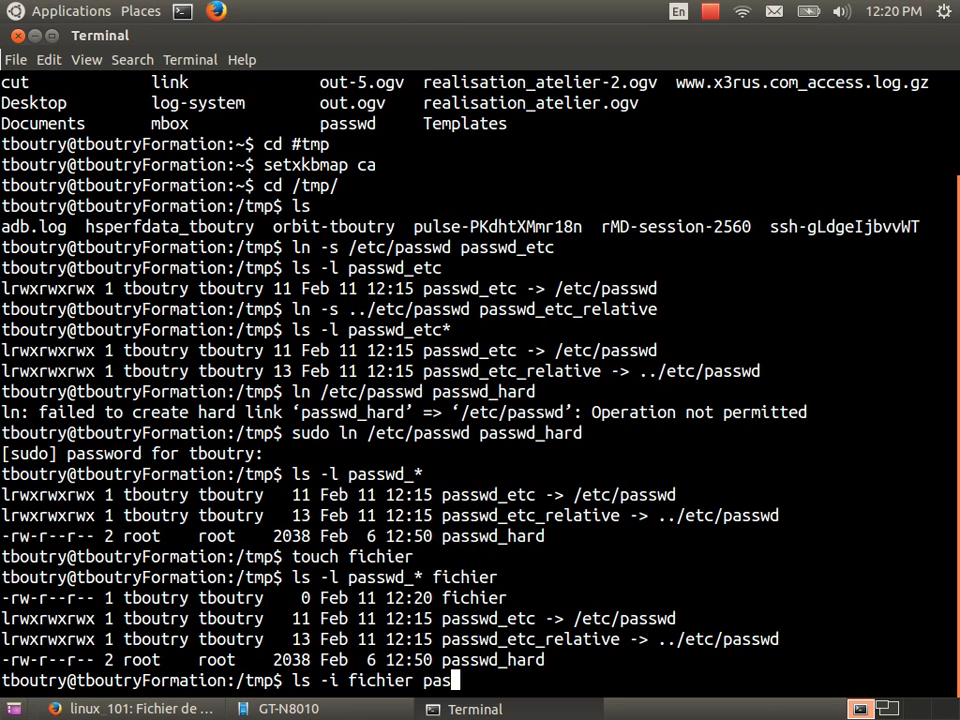 Applications Places En 12:20 PM
Terminal
File Edit View Search Terminal Help
cut link out-5.ogv realisation_atelier-2.ogv www.x3rus.com_access.log.gz
Desktop log-system out.ogv realisation_atelier.ogv
Documents mbox passwd Templates
tboutry@tboutryFormation:~$ cd #tmp
tboutry@tboutryFormation:~$ setxkbmap ca
tboutry@tboutryFormation:~$ cd /tmp/
tboutry@tboutryFormation:/tmp$ ls
adb.log hsperfdata_tboutry orbit-tboutry pulse-PKdhtXMmr18n rMD-session-2560 ssh-gLdgeIjbvvWT
tboutry@tboutryFormation:/tmp$ ln -s /etc/passwd passwd_etc
tboutry@tboutryFormation:/tmp$ ls -l passwd_etc
lrwxrwxrwx 1 tboutry tboutry 11 Feb 11 12:15 passwd_etc -> /etc/passwd
tboutry@tboutryFormation:/tmp$ ln -s ../etc/passwd passwd_etc_relative
tboutry@tboutryFormation:/tmp$ ls -l passwd_etc*
lrwxrwxrwx 1 tboutry tboutry 11 Feb 11 12:15 passwd_etc -> /etc/passwd
lrwxrwxrwx 1 tboutry tboutry 13 Feb 11 12:15 passwd_etc_relative -> ../etc/passwd
tboutry@tboutryFormation:/tmp$ ln /etc/passwd passwd_hard
ln: failed to create hard link ‘passwd_hard’ => ‘/etc/passwd’: Operation not permitted
tboutry@tboutryFormation:/tmp$ sudo ln /etc/passwd passwd_hard
[sudo] password for tboutry:
tboutry@tboutryFormation:/tmp$ ls -l passwd_*
lrwxrwxrwx 1 tboutry tboutry 11 Feb 11 12:15 passwd_etc -> /etc/passwd
lrwxrwxrwx 1 tboutry tboutry 13 Feb 11 12:15 passwd_etc_relative -> ../etc/passwd
-rw-r--r-- 2 root root 2038 Feb 6 12:50 passwd_hard
tboutry@tboutryFormation:/tmp$ touch fichier
tboutry@tboutryFormation:/tmp$ ls -l passwd_* fichier
-rw-r--r-- 1 tboutry tboutry 0 Feb 11 12:20 fichier
lrwxrwxrwx 1 tboutry tboutry 11 Feb 11 12:15 passwd_etc -> /etc/passwd
lrwxrwxrwx 1 tboutry tboutry 13 Feb 11 12:15 passwd_etc_relative -> ../etc/passwd
-rw-r--r-- 2 root root 2038 Feb 6 12:50 passwd_hard
tboutry@tboutryFormation:/tmp$ ls -i fichier pas
linux_101: Fichier de ... GT-N8010 Terminal